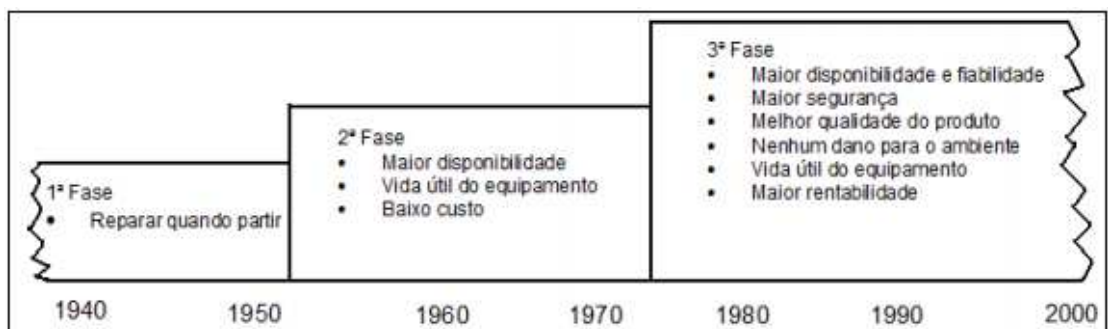 1ª Fase
• Reparar quando partir
2ª Fase
• Maior disponibilidade
• Vida útil do equipamento
• Baixo custo
3ª Fase
• Maior disponibilidade e fiabilidade
• Maior segurança
• Melhor qualidade do produto
• Nenhum dano para o ambiente
• Vida útil do equipamento
• Maior rentabilidade
1940 1950 1960 1970 1980 1990 2000